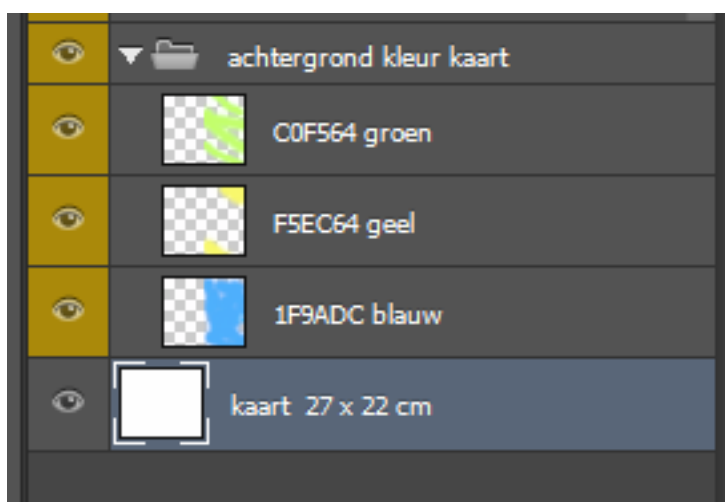 achtergrond kleur kaart
C0F564 groen
F5EC64 geel
1F9ADC blauw
kaart  27 x 22 cm